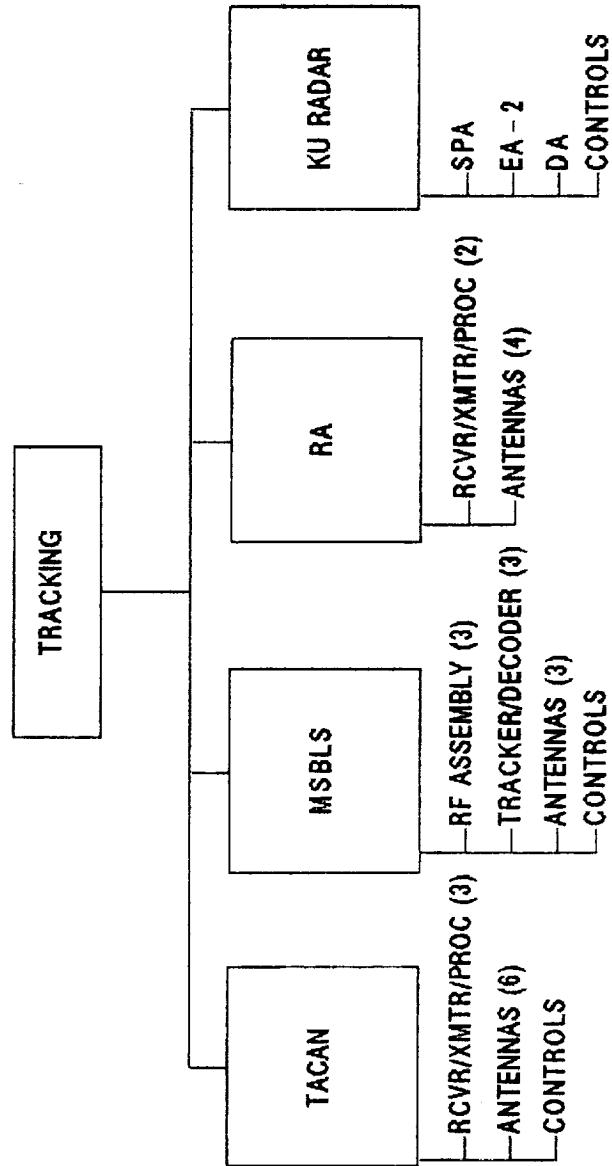 TRACKING
TACAN
RCVR/XMTR/PROC (3)
ANTENNAS (6)
CONTROLS
MSBLS
RF ASSEMBLY (3)
TRACKER/DECODER (3)
ANTENNAS (3)
CONTROLS
RA
RCVR/XMTR/PROC (2)
ANTENNAS (4)
KU RADAR
SPA
EA - 2
DA
CONTROLS